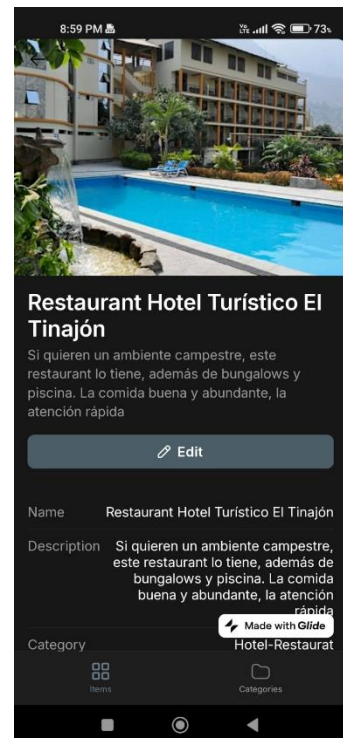 8:59 PM
Vo
LTE
73%
Restaurant Hotel Turístico El
Tinajón
Si quieren un ambiente campestre, este
restaurant lo tiene, además de bungalows y
piscina. La comida buena y abundante, la
atención rápida
Edit
Name Restaurant Hotel Turístico El Tinajón
Description Si quieren un ambiente campestre,
este restaurant lo tiene, además de
bungalows y piscina. La comida
buena y abundante, la atención
rápida
Made with Glide
Category Hotel-Restaurat
Items Categories